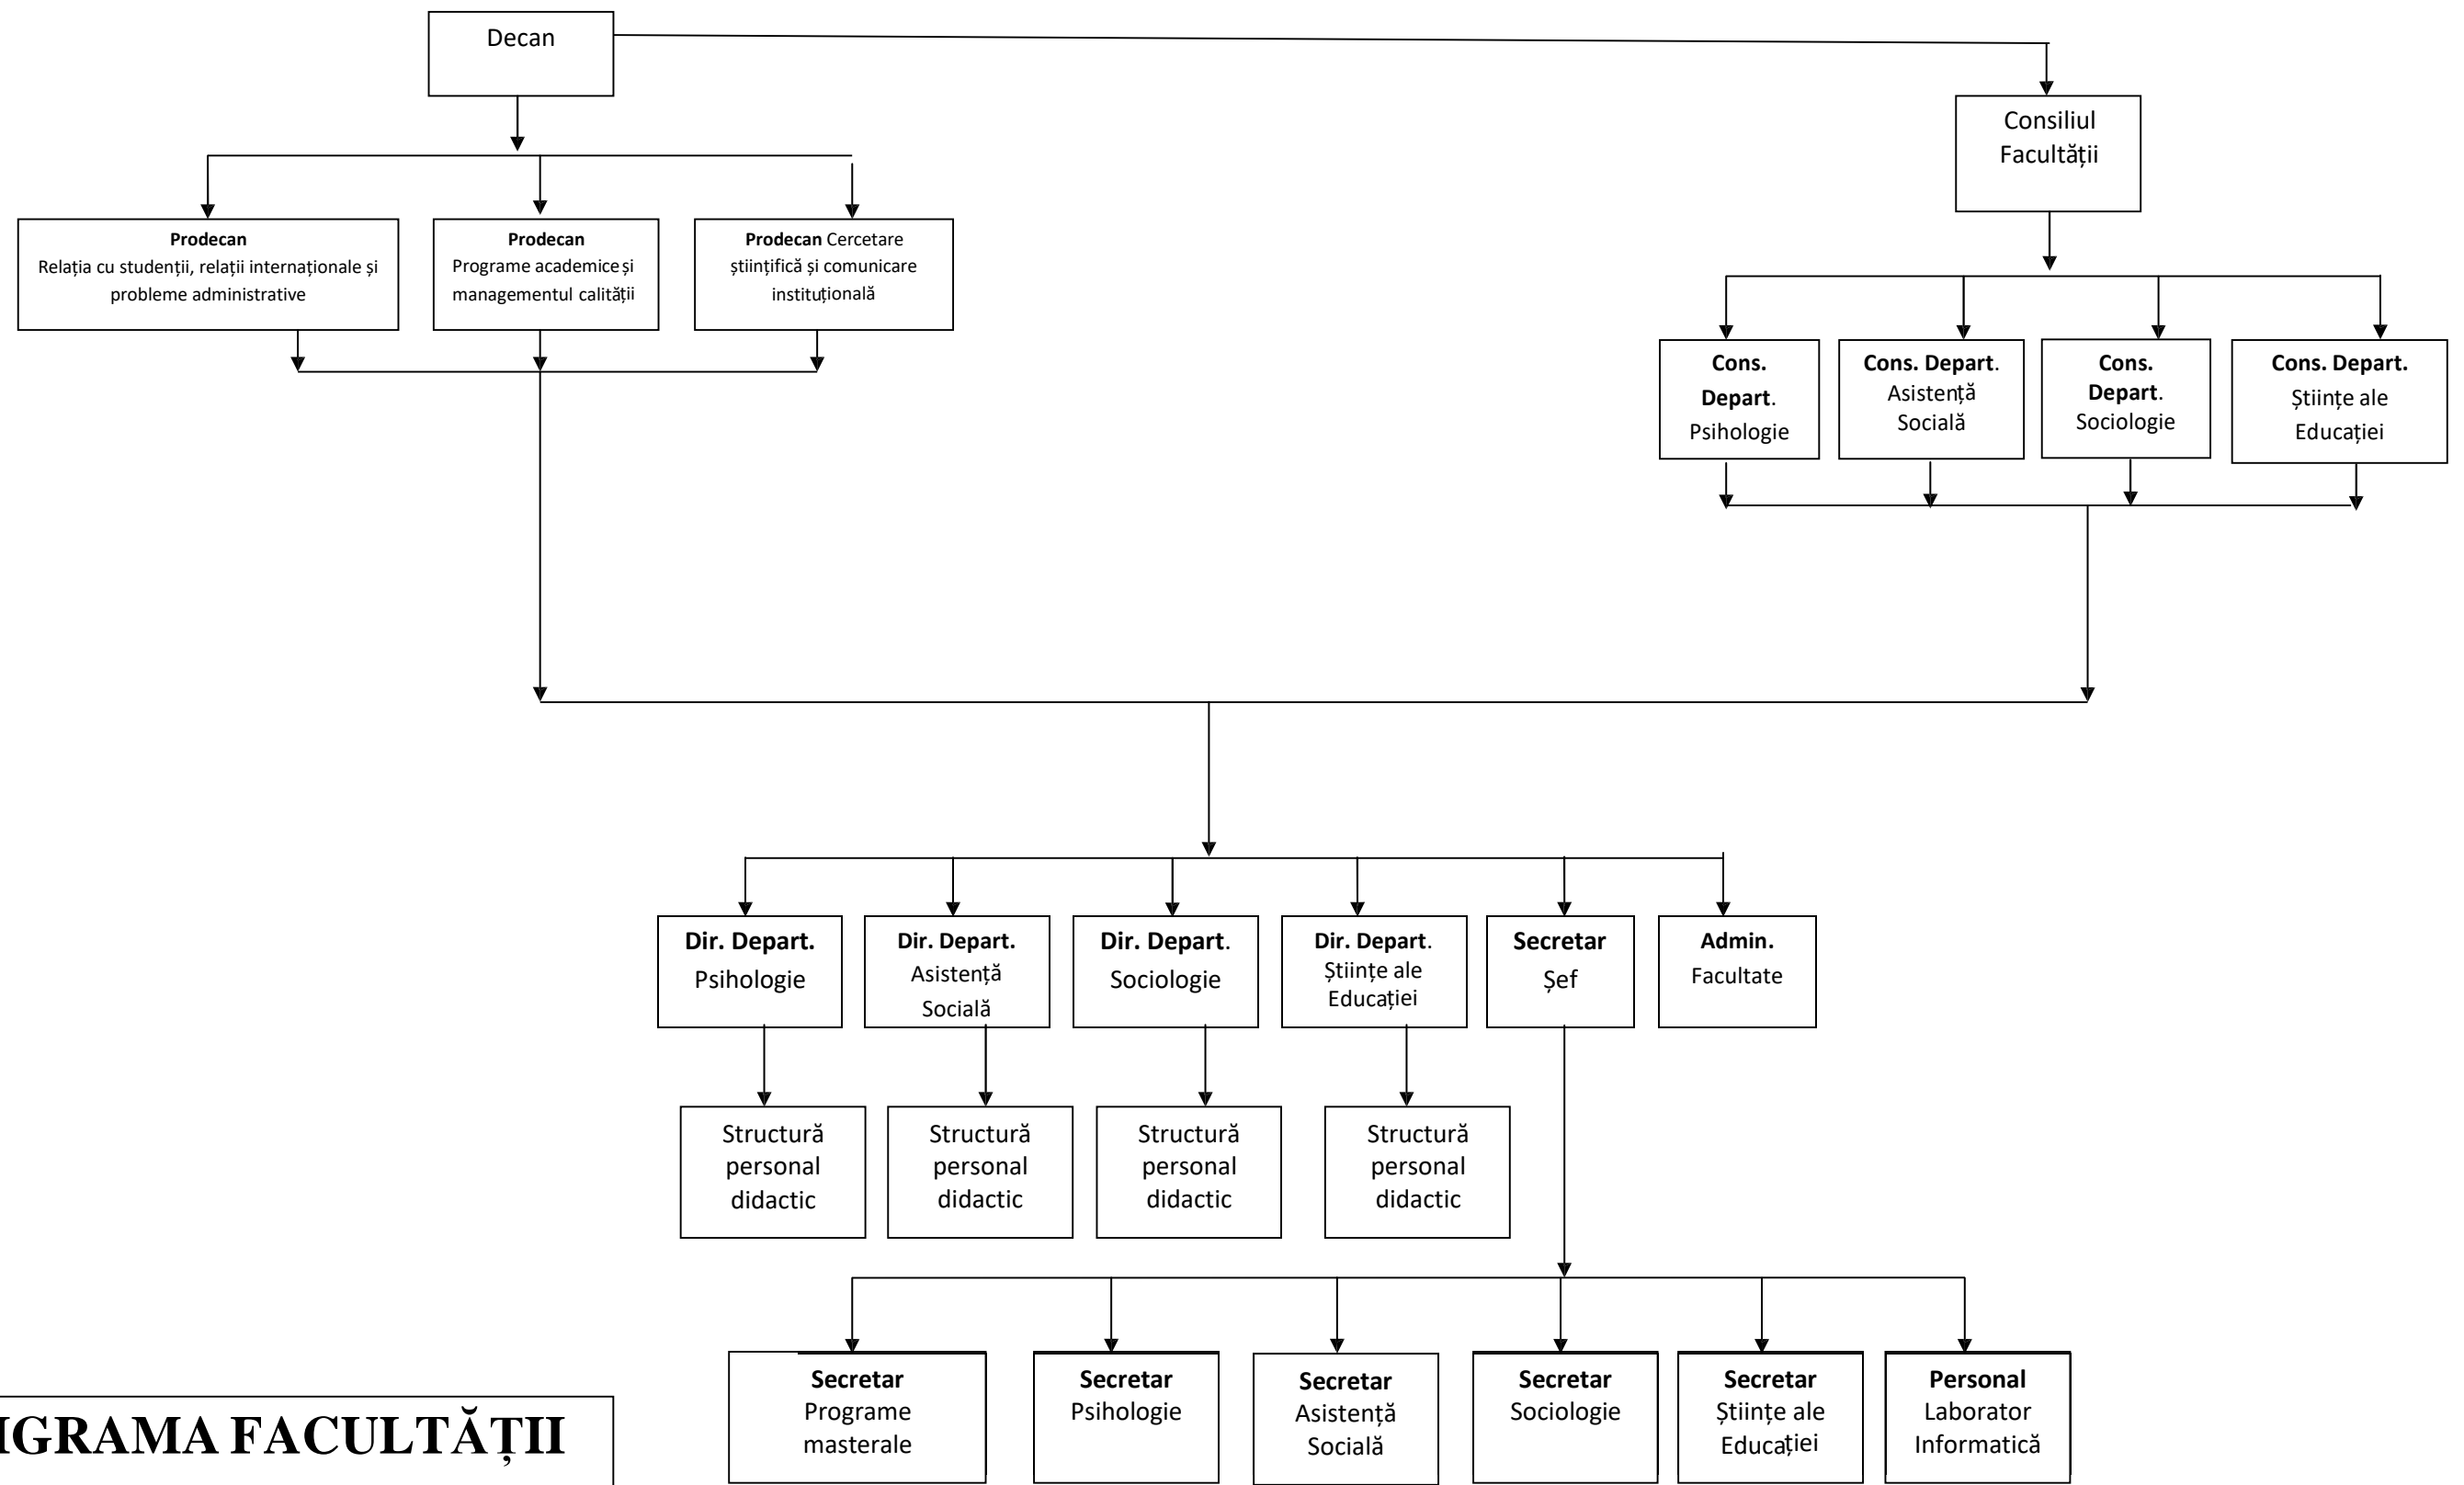 Decan
Consiliul
Facultății
Prodecan
Relația cu studenții, relații internaționale și
probleme administrative
Prodecan
Programe academice și
managementul calității
Prodecan Cercetare
științifică și comunicare
instituțională
Cons.
Depart.
Psihologie
Cons. Depart.
Asistență
Socială
Cons.
Depart.
Sociologie
Cons. Depart.
Științe ale
Educației
Dir. Depart.
Psihologie
Dir. Depart.
Asistență
Socială
Dir. Depart.
Sociologie
Dir. Depart.
Științe ale
Educației
Secretar
Șef
Admin.
Facultate
Structură
personal
didactic
Structură
personal
didactic
Structură
personal
didactic
Structură
personal
didactic
Secretar
Programe
masterale
Secretar
Psihologie
Secretar
Asistență
Socială
Secretar
Sociologie
Secretar
Științe ale
Educației
Personal
Laborator
Informatică
IGRAMA FACULTĂȚII